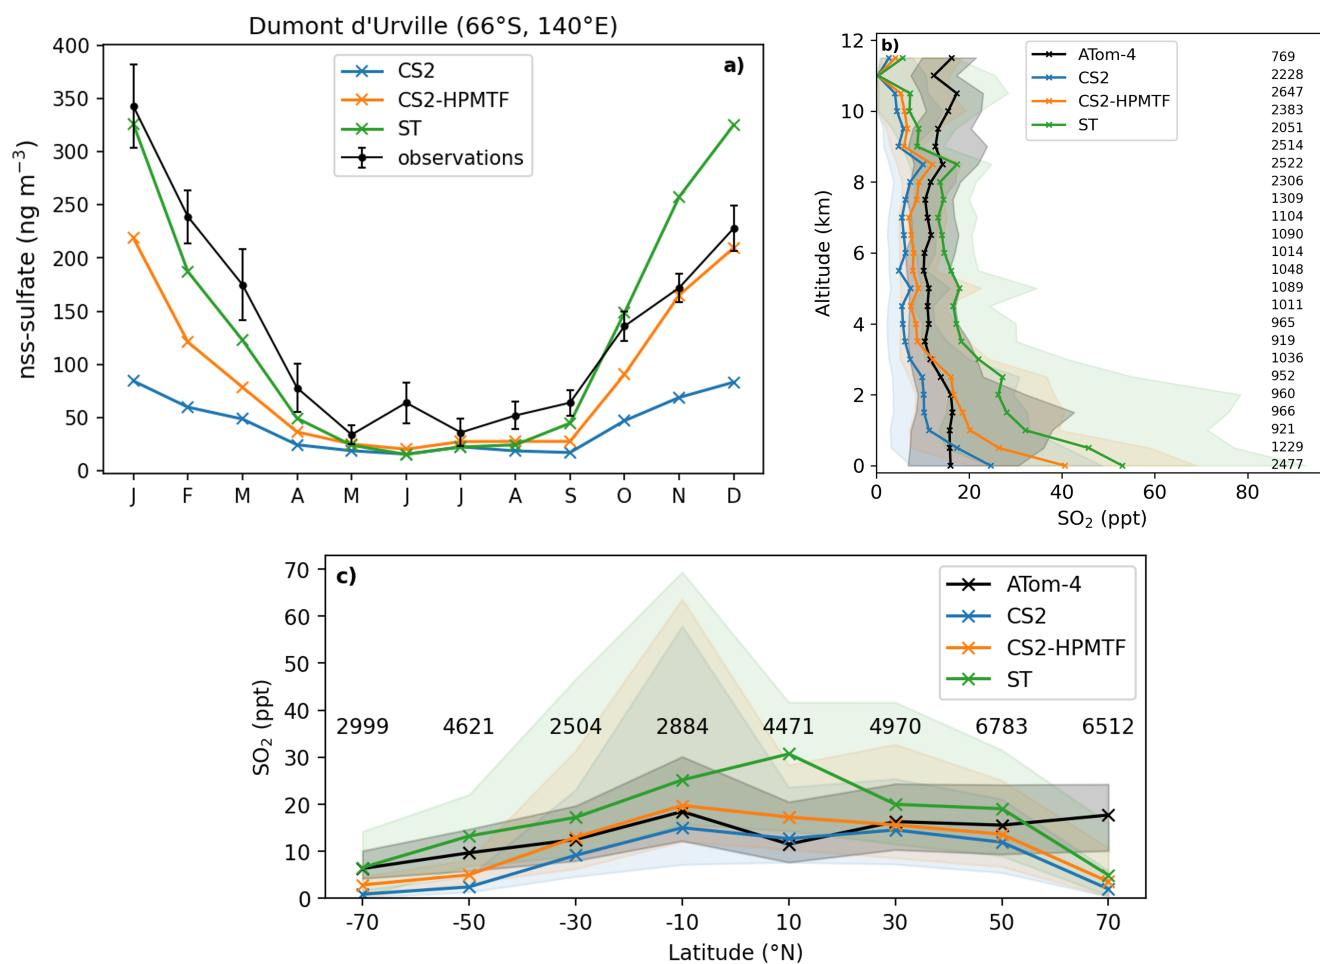 Dumont d'Urville (66°S, 140°E)
a)
CS2
CS2-HPMTF
ST
observations
nss-sulfate (ng m⁻³)
400
350
300
250
200
150
100
50
0
J F M A M J J A S O N D
b)
ATom-4
CS2
CS2-HPMTF
ST
Altitude (km)
12
10
8
6
4
2
0
769
2228
2647
2383
2051
2514
2522
2306
1309
1104
1090
1014
1048
1089
1011
965
919
1036
952
960
966
921
1229
2477
0 20 40 60 80
SO₂ (ppt)
c)
ATom-4
CS2
CS2-HPMTF
ST
SO₂ (ppt)
70
60
50
40
30
20
10
0
2999 4621 2504 2884 4471 4970 6783 6512
-70 -50 -30 -10 10 30 50 70
Latitude (°N)